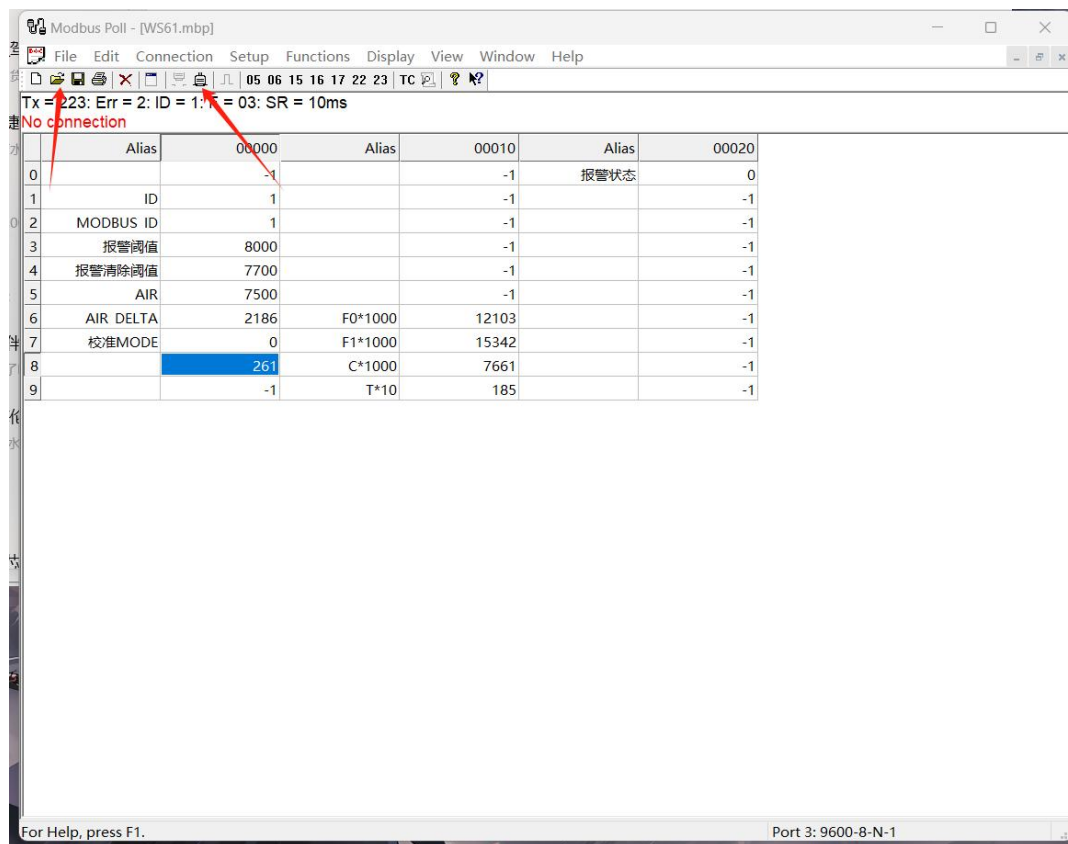 Modbus Poll - [WS61.mbp]
File Edit Connection Setup Functions Display View Window Help
05 06 15 16 17 22 23 TC
Tx = 223: Err = 2: ID = 1: F = 03: SR = 10ms
No connection
Alias 00000 Alias 00010 Alias 00020
0 -1 -1 报警状态 0
1 ID 1 -1 -1
2 MODBUS ID 1 -1 -1
3 报警阈值 8000 -1 -1
4 报警清除阈值 7700 -1 -1
5 AIR 7500 -1 -1
6 AIR DELTA 2186 F0*1000 12103 -1
7 校准MODE 0 F1*1000 15342 -1
8 261 C*1000 7661 -1
9 -1 T*10 185 -1
For Help, press F1.
Port 3: 9600-8-N-1